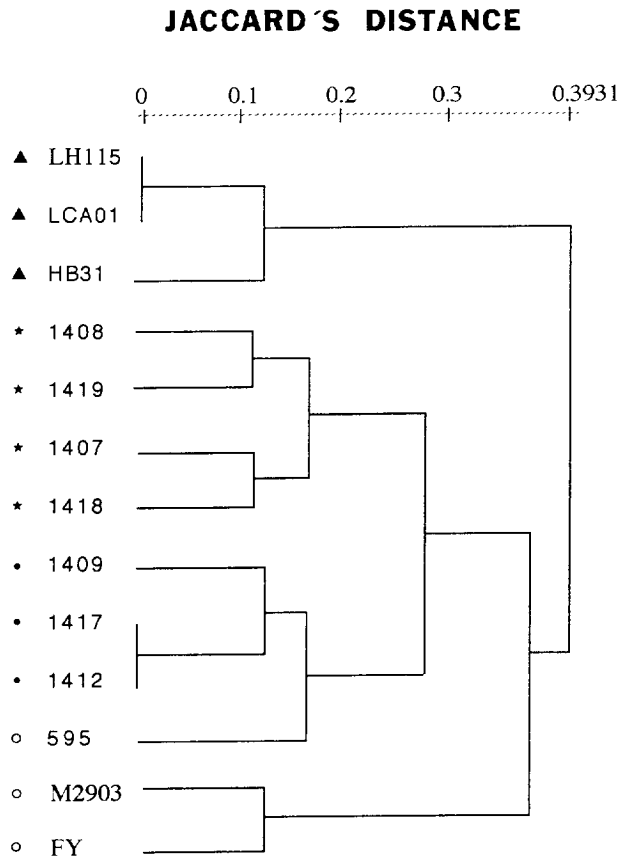 JACCARD´S DISTANCE
0 0.1 0.2 0.3 0.3931
▲ LH115
▲ LCA01
▲ HB31
★ 1408
★ 1419
★ 1407
★ 1418
• 1409
• 1417
• 1412
○ 595
○ M2903
○ FY